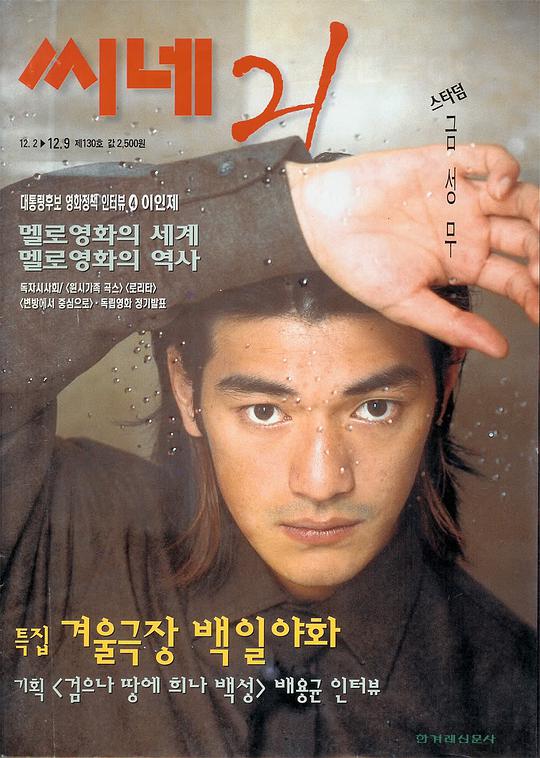 씨네21
12. 2 ▶ 12.9 제130호 값 2,500원
스타덤
금성무
대통령후보 영화정책 인터뷰 ④ 이인제
멜로영화의 세계
멜로영화의 역사
독자시사회/〈원시가족 곡스〉〈로리타〉
〈변방에서 중심으로〉· 독립영화 정기발표
특집 겨울극장 백일야화
기획 〈검으나 땅에 희나 백성〉 배용균 인터뷰
한겨레신문사